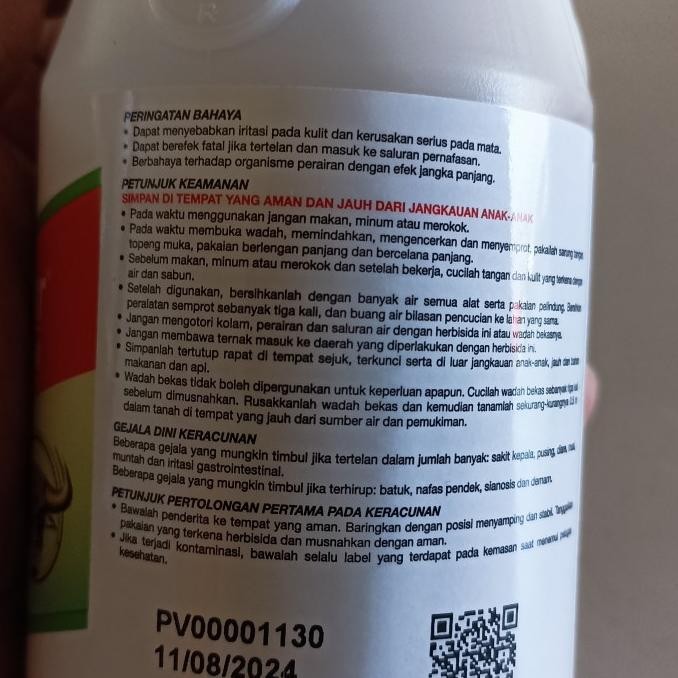 R
PERINGATAN BAHAYA
• Dapat menyebabkan iritasi pada kulit dan kerusakan serius pada mata.
• Dapat berefek fatal jika tertelan dan masuk ke saluran pernafasan.
• Berbahaya terhadap organisme perairan dengan efek jangka panjang.
PETUNJUK KEAMANAN
SIMPAN DI TEMPAT YANG AMAN DAN JAUH DARI JANGKAUAN ANAK-ANAK
• Pada waktu menggunakan jangan makan, minum atau merokok.
• Pada waktu membuka wadah, memindahkan, mengencerkan dan menyemprot, pakailah sarung tangan,
topeng muka, pakaian berlengan panjang dan bercelana panjang.
• Sebelum makan, minum atau merokok dan setelah bekerja, cucilah tangan dan kulit yang terkena dengan
air dan sabun.
• Setelah digunakan, bersihkanlah dengan banyak air semua alat serta pakaian pelindung. Bersihkan
peralatan semprot sebanyak tiga kali, dan buang air bilasan pencucian ke lahan yang sama.
• Jangan mengotori kolam, perairan dan saluran air dengan herbisida ini atau wadah bekasnya.
• Jangan membawa ternak masuk ke daerah yang diperlakukan dengan herbisida ini.
• Simpanlah tertutup rapat di tempat sejuk, terkunci serta di luar jangkauan anak-anak, jauh dari bahan
makanan dan api.
• Wadah bekas tidak boleh dipergunakan untuk keperluan apapun. Cucilah wadah bekas sebanyak tiga kali
sebelum dimusnahkan. Rusakkanlah wadah bekas dan kemudian tanamlah sekurang-kurangnya
dalam tanah di tempat yang jauh dari sumber air dan pemukiman.
GEJALA DINI KERACUNAN
Beberapa gejala yang mungkin timbul jika tertelan dalam jumlah banyak: sakit kepala, pusing, diare, mual,
muntah dan iritasi gastrointestinal.
Beberapa gejala yang mungkin timbul jika terhirup: batuk, nafas pendek, sianosis dan demam.
PETUNJUK PERTOLONGAN PERTAMA PADA KERACUNAN
• Bawalah penderita ke tempat yang aman. Baringkan dengan posisi menyamping dan stabil. Tanggalkan
pakaian yang terkena herbisida dan musnahkan dengan aman.
• Jika terjadi kontaminasi, bawalah selalu label yang terdapat pada kemasan saat menemui petugas
kesehatan.
PV00001130
11/08/2024